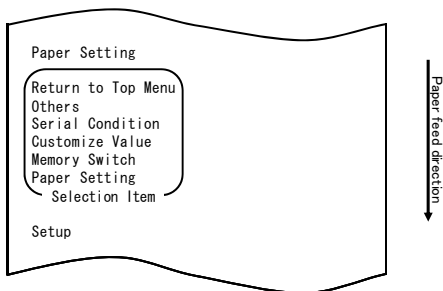 Paper Setting
Return to Top Menu
Others
Serial Condition
Customize Value
Memory Switch
Paper Setting
Selection Item
Setup
Paper feed direction